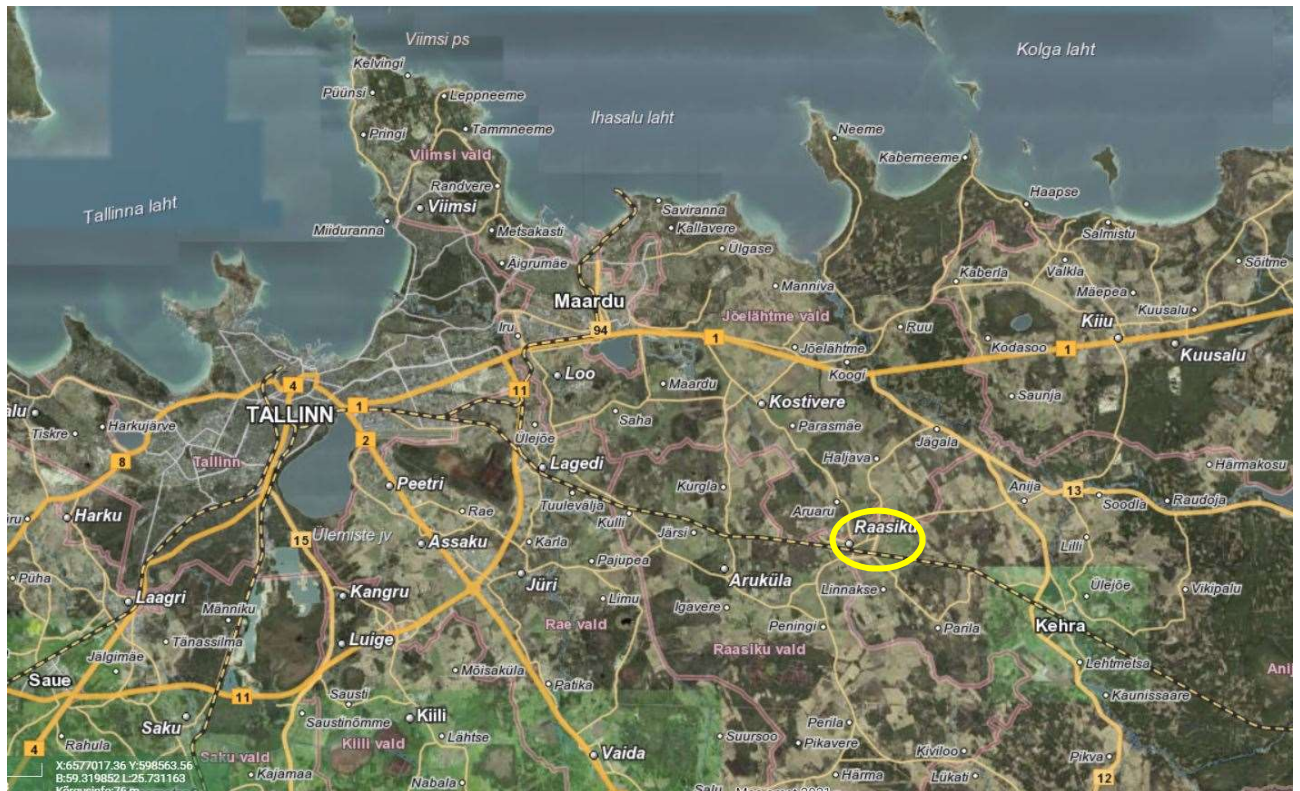 Viimsi ps
Kolga laht
Kelvingi
Püünsi
Leppneeme
Ihasalu laht
Pringi
Tammneeme
Neeme
Viimsi vald
Kaberneeme
Randvere
Haapse
Tallinna laht
Viimsi
Saviranna
Miiduranna
Metsakasti
Kallavere
Salmistu
Ülgase
Äigrumäe
Kaberla
Valkla
Sõitme
Manniva
Mäepea
Maardu
Jõelähtme vald
Kuusalu
Iru
94
1
Ruu
Kiiu
Jõelähtme
Kodasoo
1
Kuusalu
Koogi
Loo
4
11
Maardu
TALLINN
1
Kostivere
Saunja
Saha
Tiskre
Harkujärve
2
Ülejõe
Parasmäe
Jägala
8
Tallinn
Lagedi
Haljava
Härmakosu
Peetri
Kurgla
Anija
13
Tuulevälja
Soodla
Raudoja
Harku
Rae
Kulli
Aruaru
15
Ülemiste jv
Assaku
Karla
Järsi
Raasiku
Lilli
Pajupea
Püha
Jüri
Aruküla
Linnakse
Ülejõe
Vikipalu
Laagri
Kangru
Limu
Igavere
Männiku
Rae vald
Peningi
Parila
Kehra
Tänassilma
Luige
Raasiku vald
Jälgimäe
Mõisaküla
Lehtmetsa
Saue
Patika
11
Sausti
Kaunissaare
Saku
Saustinõmme
Kiili
Perila
4
Rahula
Kiili vald
Lähtse
Suursoo
Pikavere
Kiviloo
Saku vald
Vaida
Pikva
X:6577017.36 Y:598563.56
B:59.319852 L:25.731163
Kajamaa
Nabala
Härma
Lükati
12
Kõrgusinfo:76 m